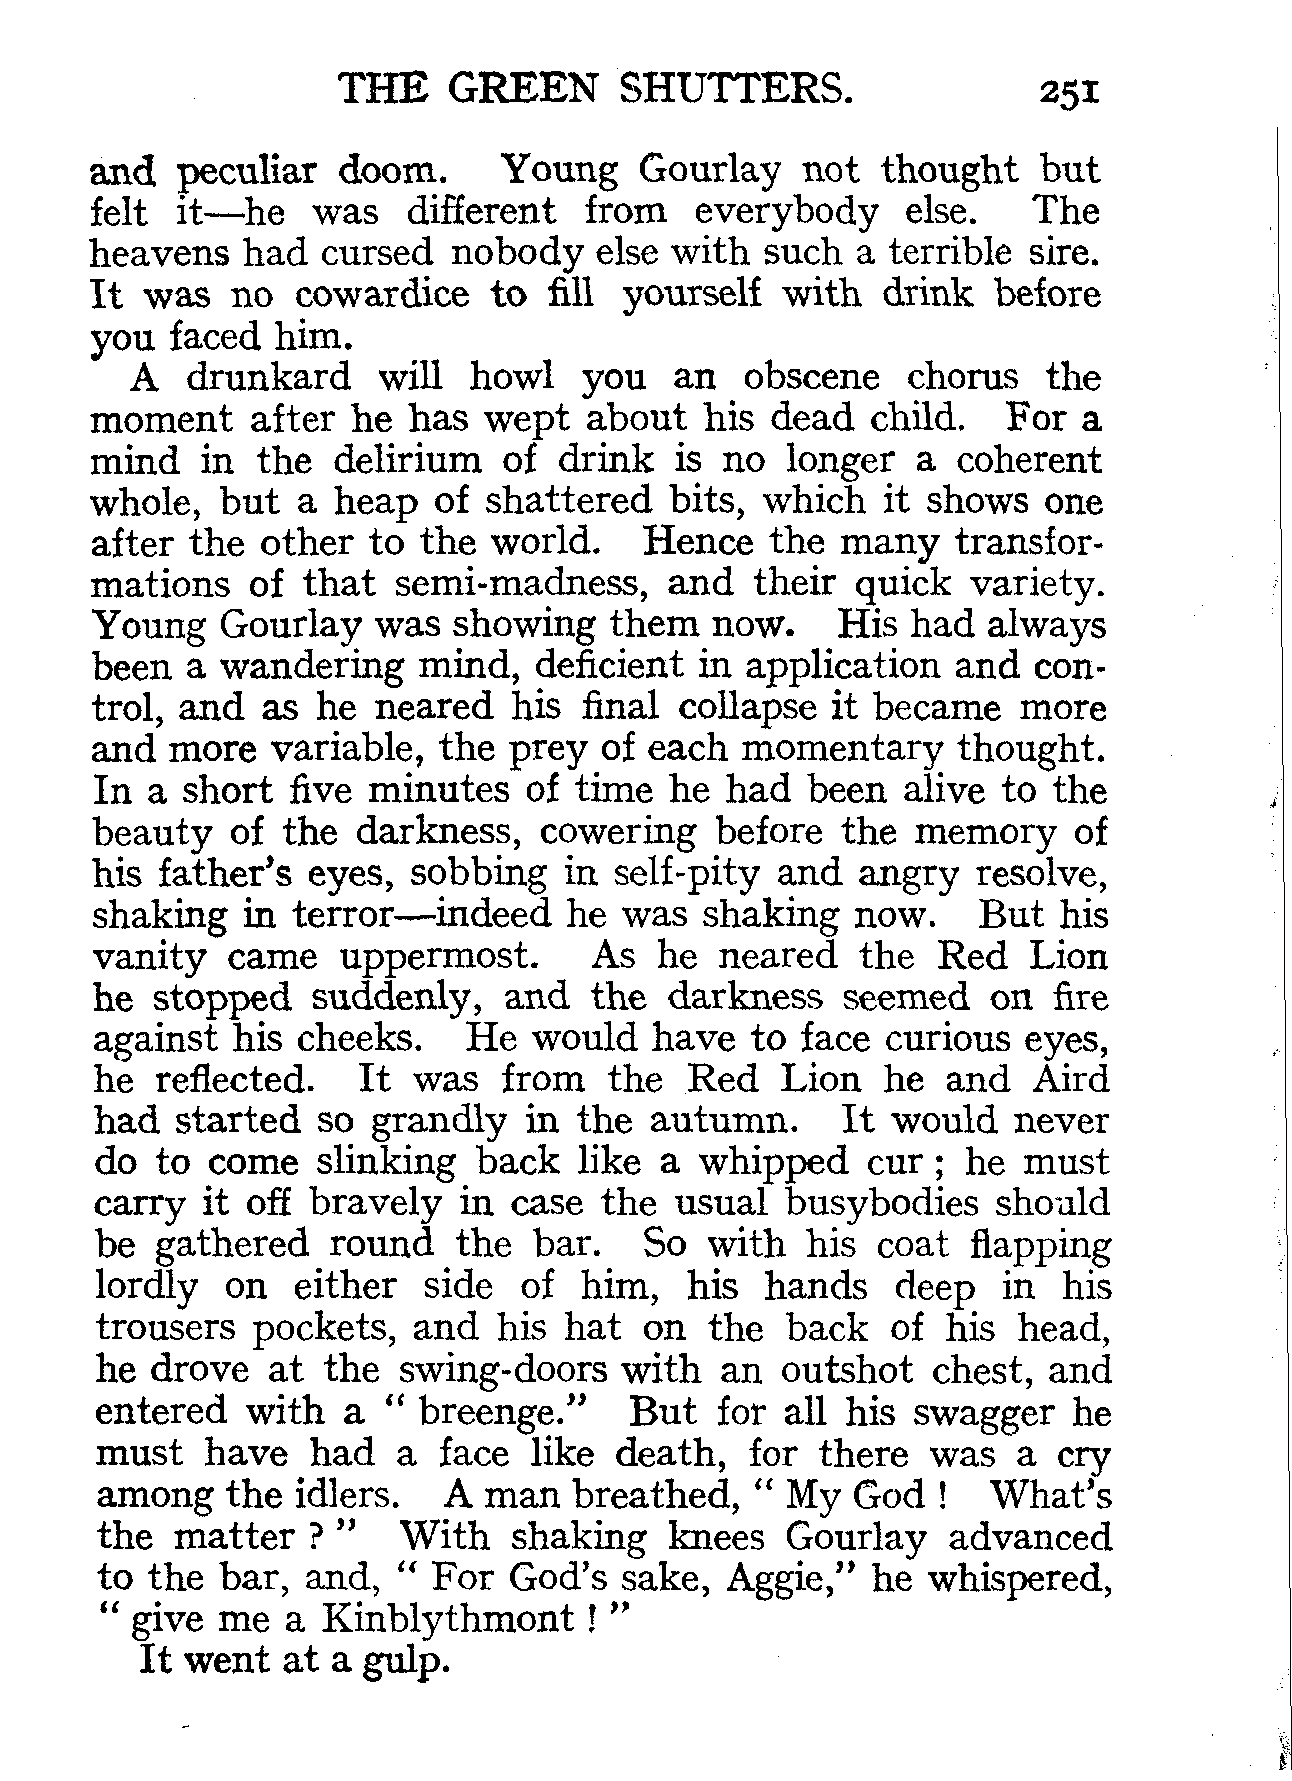 THE GREEN SHUTTERS. 251
and peculiar doom. Young Gourlay not thought but
felt it—he was different from everybody else. The
heavens had cursed nobody else with such a terrible sire.
It was no cowardice to fill yourself with drink before
you faced him.
A drunkard will howl you an obscene chorus the
moment after he has wept about his dead child. For a
mind in the delirium of drink is no longer a coherent
whole, but a heap of shattered bits, which it shows one
after the other to the world. Hence the many transfor-
mations of that semi-madness, and their quick variety.
Young Gourlay was showing them now. His had always
been a wandering mind, deficient in application and con-
trol, and as he neared his final collapse it became more
and more variable, the prey of each momentary thought.
In a short five minutes of time he had been alive to the
beauty of the darkness, cowering before the memory of
his father's eyes, sobbing in self-pity and angry resolve,
shaking in terror—indeed he was shaking now. But his
vanity came uppermost. As he neared the Red Lion
he stopped suddenly, and the darkness seemed on fire
against his cheeks. He would have to face curious eyes,
he reflected. It was from the Red Lion he and Aird
had started so grandly in the autumn. It would never
do to come slinking back like a whipped cur ; he must
carry it off bravely in case the usual busybodies should
be gathered round the bar. So with his coat flapping
lordly on either side of him, his hands deep in his
trousers pockets, and his hat on the back of his head,
he drove at the swing-doors with an outshot chest, and
entered with a " breenge." But for all his swagger he
must have had a face like death, for there was a cry
among the idlers. A man breathed, " My God ! What's
the matter ? " With shaking knees Gourlay advanced
to the bar, and, " For God's sake, Aggie," he whispered,
" give me a Kinblythmont ! "
It went at a gulp.